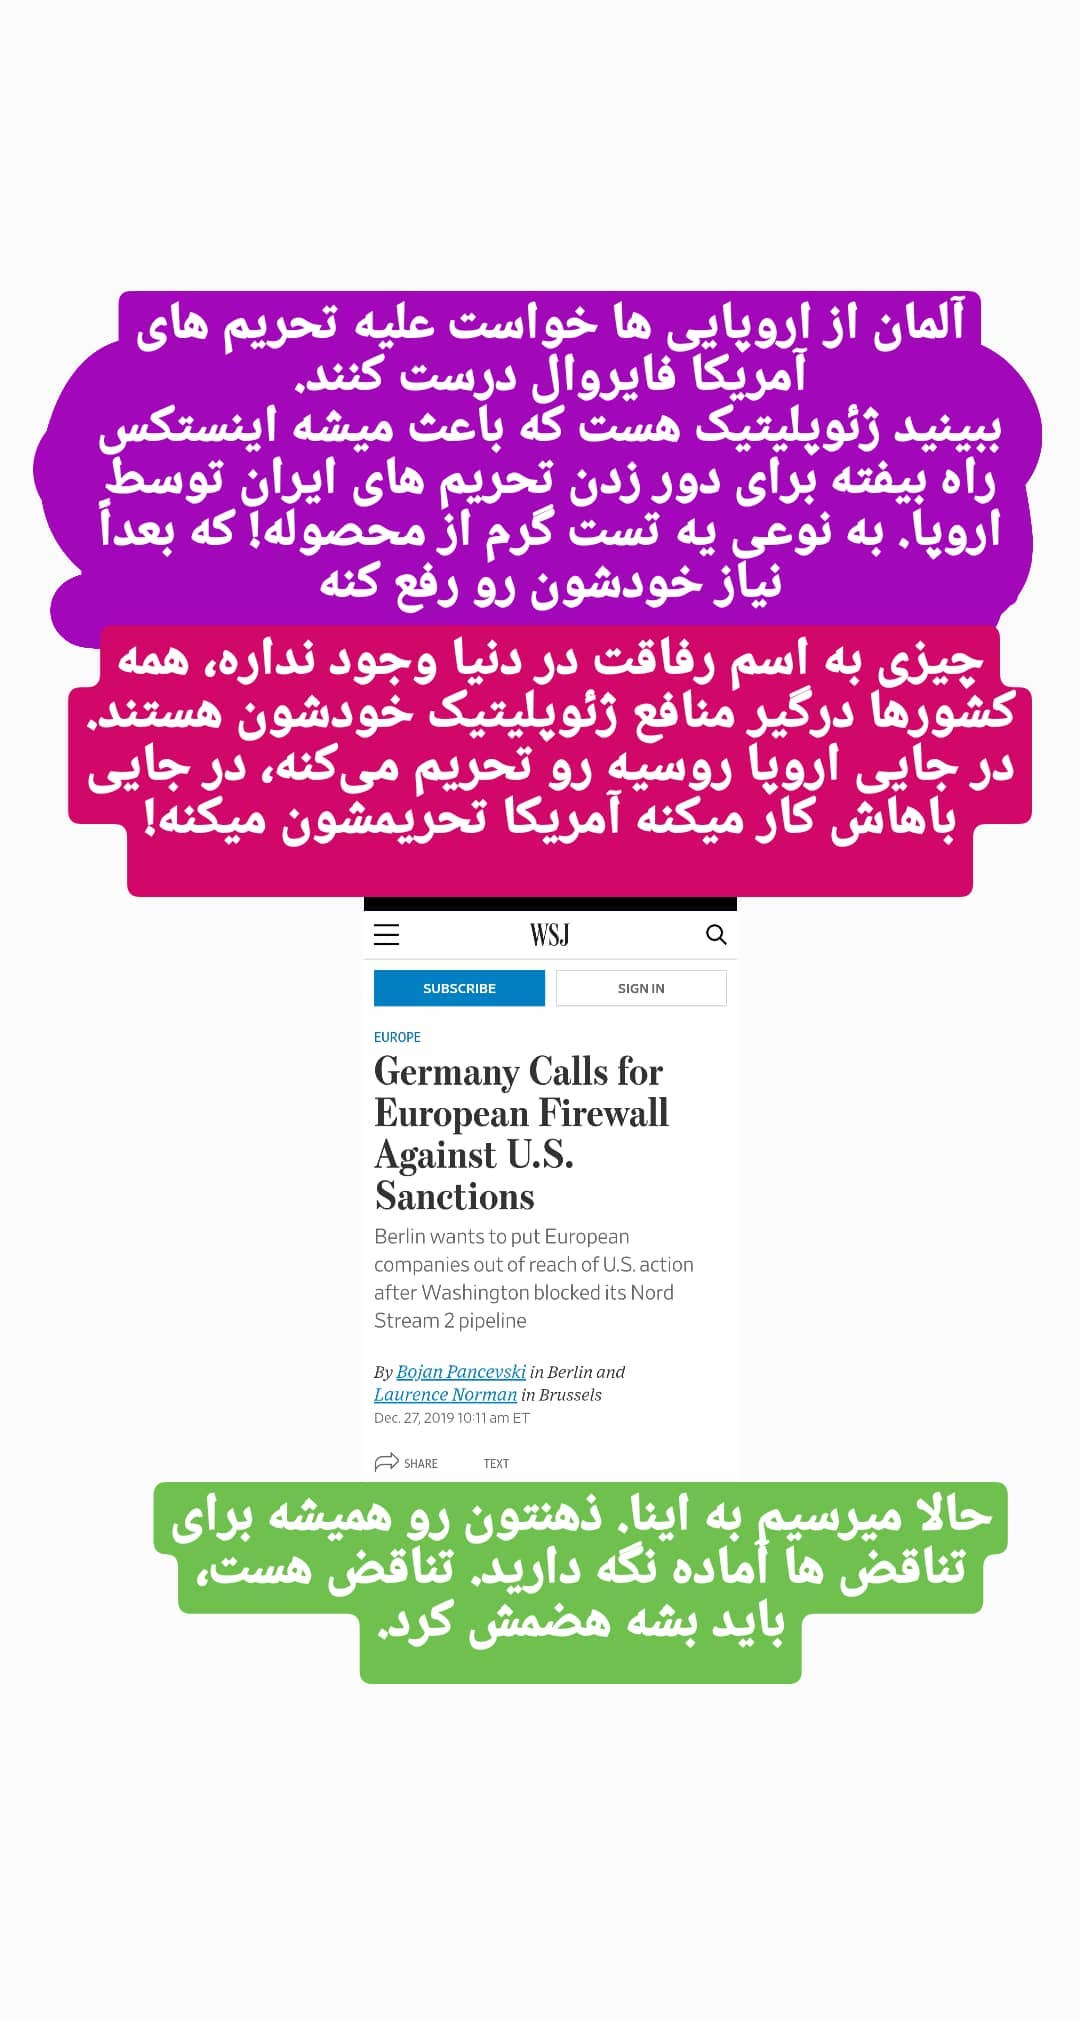 آلمان از اروپایی ها خواست علیه تحریم های
آمریکا فایروال درست کنند.
ببینید ژئوپلیتیک هست که باعث میشه اینستکس
راه بیفته برای دور زدن تحریم های ایران توسط
اروپا. به نوعی یه تست گرم از محصوله! که بعداً
نیاز خودشون رو رفع کنه
چیزی به اسم رفاقت در دنیا وجود نداره، همه
کشورها درگیر منافع ژئوپلیتیک خودشون هستند.
در جایی اروپا روسیه رو تحریم می‌کنه، در جایی
باهاش کار میکنه آمریکا تحریمشون میکنه!
WSJ
SUBSCRIBE SIGN IN
EUROPE
Germany Calls for
European Firewall
Against U.S.
Sanctions
Berlin wants to put European
companies out of reach of U.S. action
after Washington blocked its Nord
Stream 2 pipeline
By Bojan Pancevski in Berlin and
Laurence Norman in Brussels
Dec. 27, 2019 10:11 am ET
SHARE TEXT
حالا میرسیم به اینا. ذهنتون رو همیشه برای
تناقض ها آماده نگه دارید. تناقض هست،
باید بشه هضمش کرد.